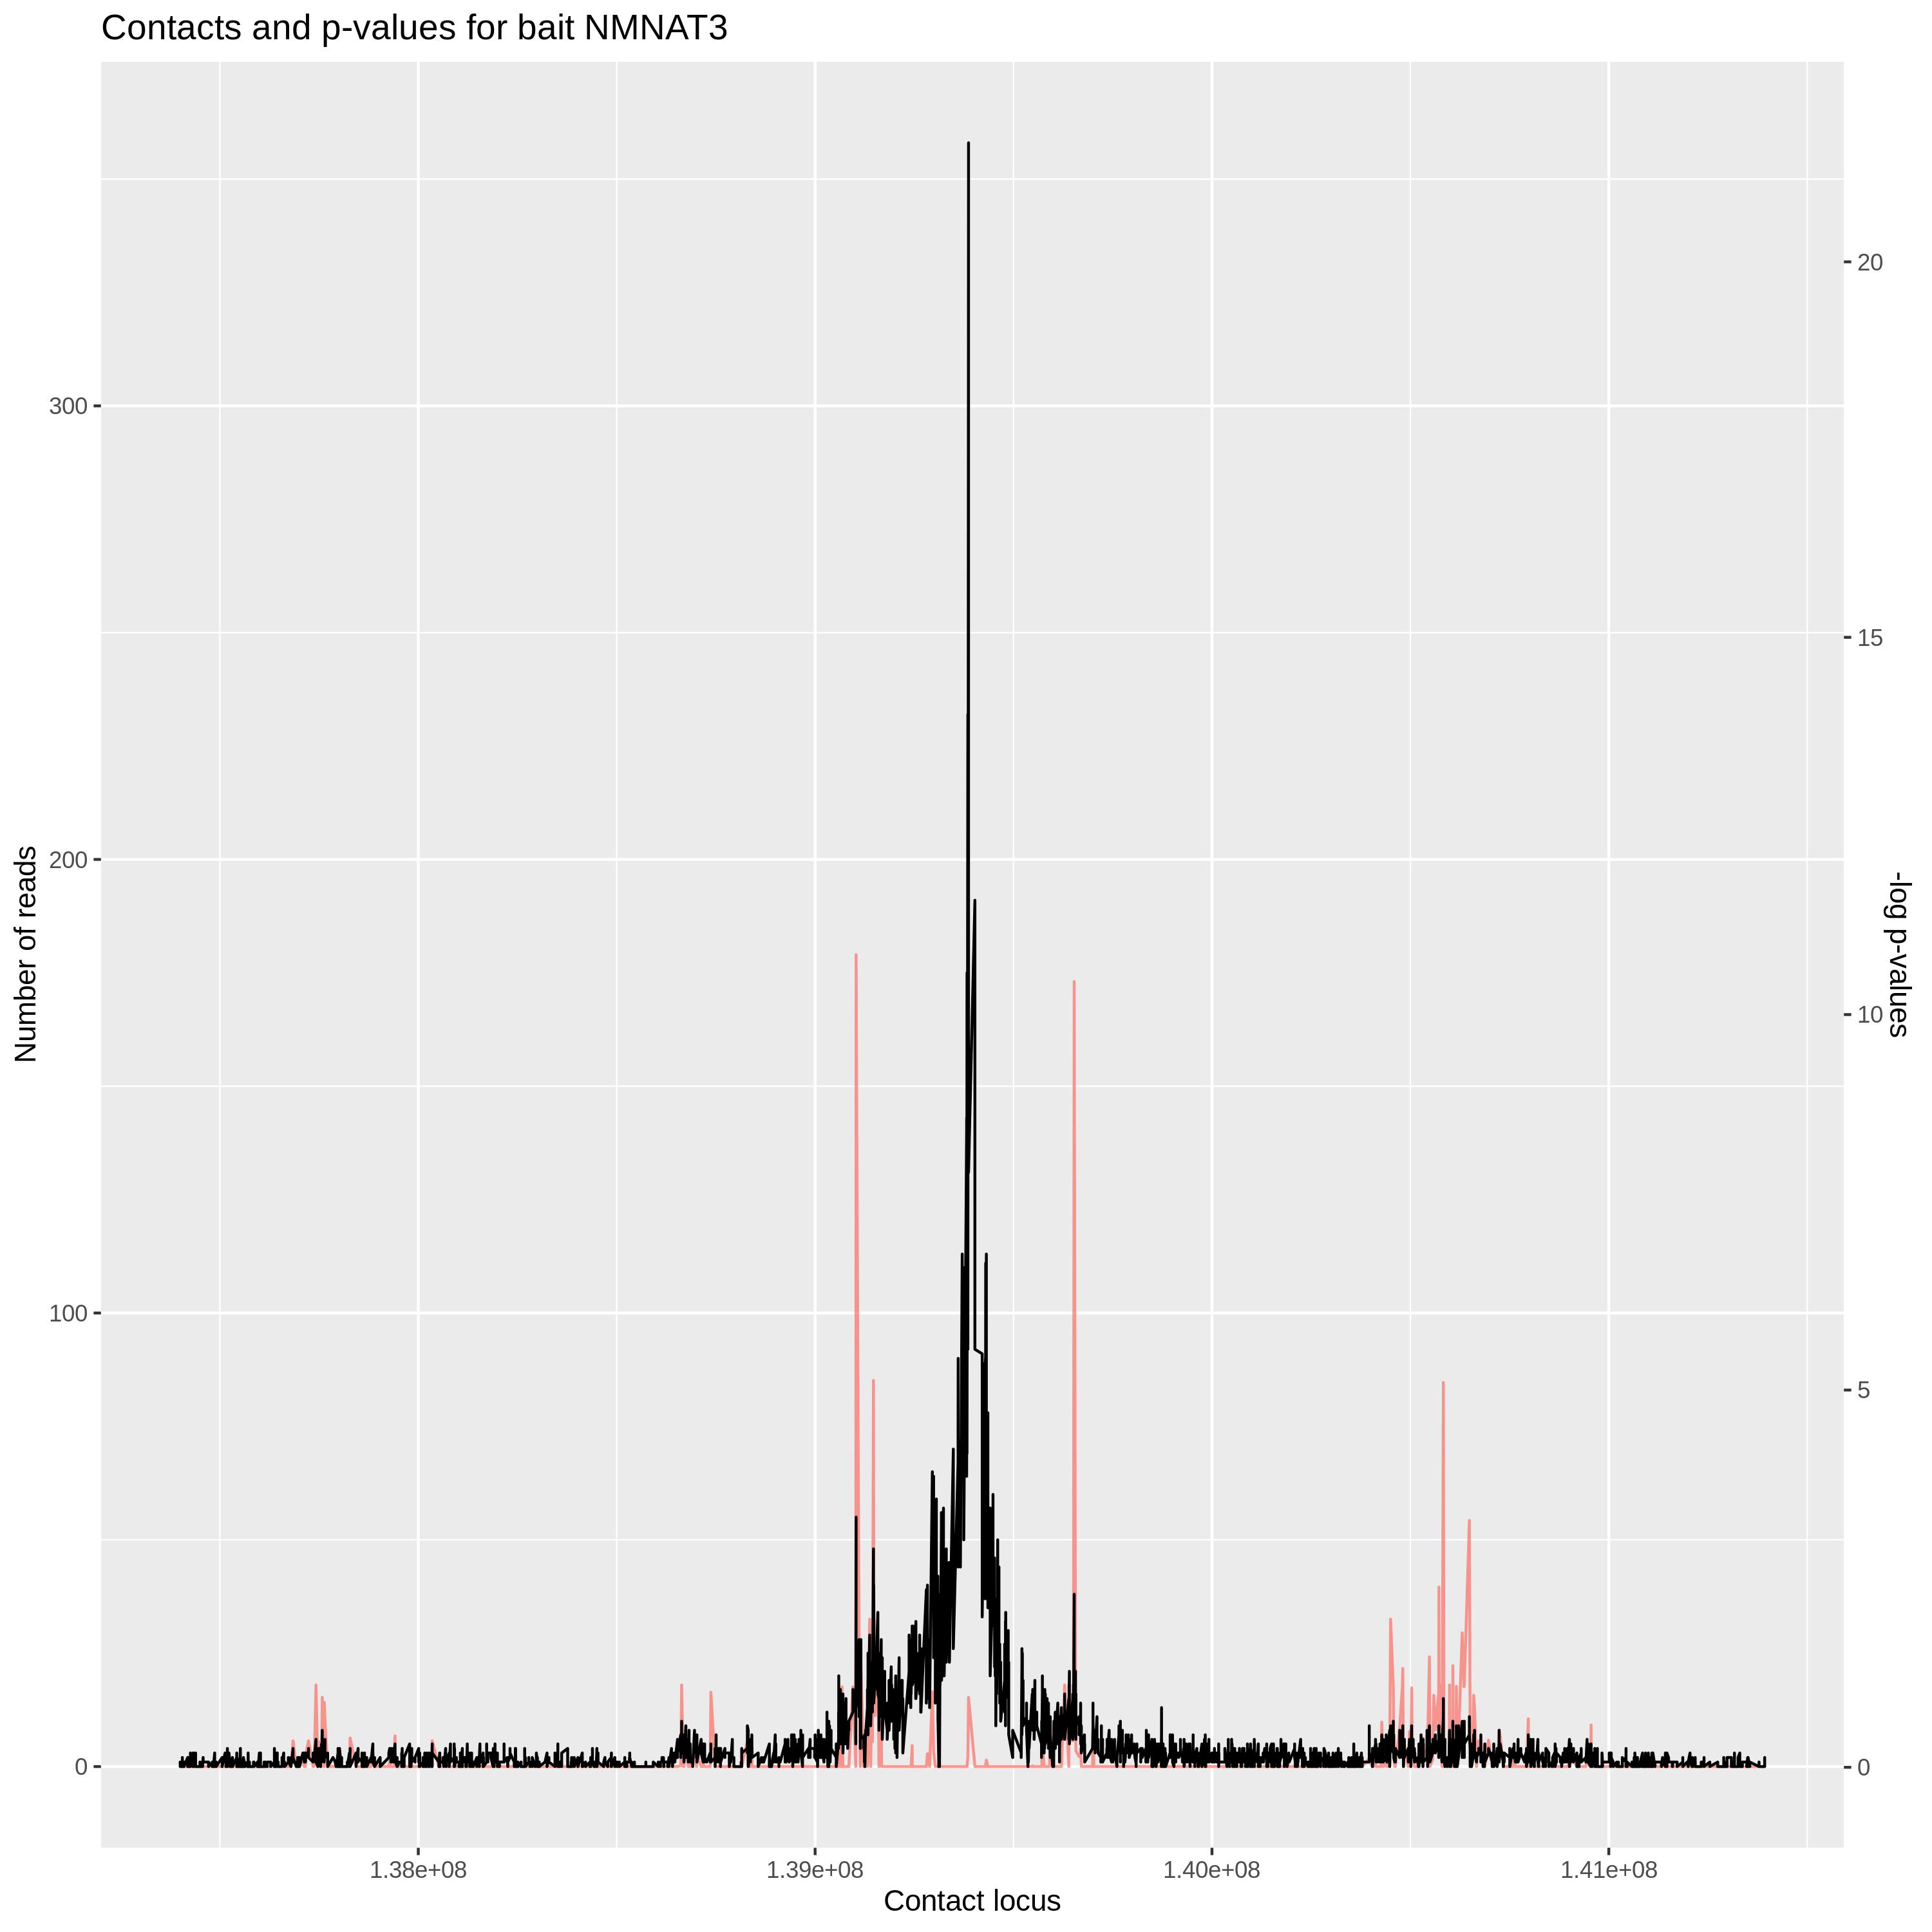 Contacts and p-values for bait NMNAT3
300
200
100
0
Number of reads
20
15
10
5
0
-log p-values
1.38e+08 1.39e+08 1.40e+08 1.41e+08
Contact locus